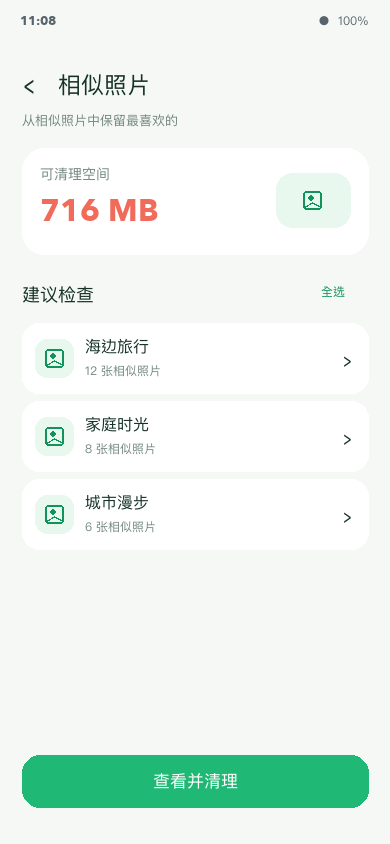 11:08
100%
相似照片
从相似照片中保留最喜欢的
可清理空间
716 MB
建议检查
全选
海边旅行
12 张相似照片
家庭时光
8 张相似照片
城市漫步
6 张相似照片
查看并清理